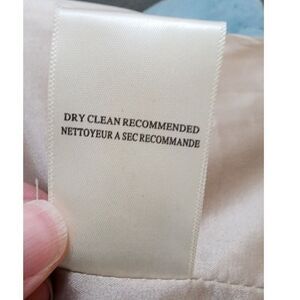 DRY CLEAN RECOMMENDED
NETTOYEUR A SEC RECOMMANDE